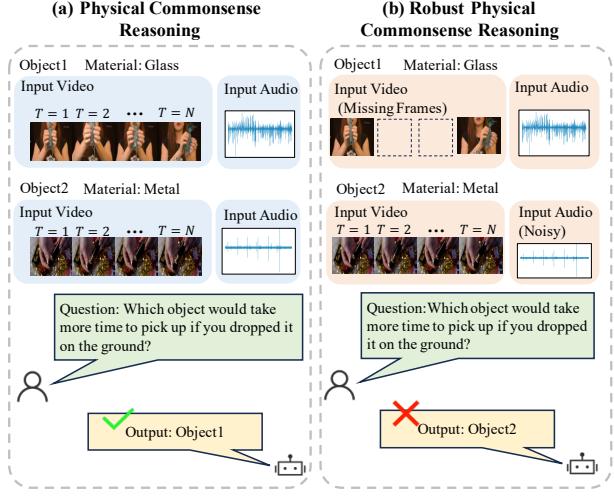 (a) Physical Commonsense
Reasoning
Object1 Material: Glass
Input Video
T = 1 T = 2 ••• T = N
Input Audio
Object2 Material: Metal
Input Video
T = 1 T = 2 ••• T = N
Input Audio
Question: Which object would take
more time to pick up if you dropped it
on the ground?
Output: Object1
(b) Robust Physical
Commonsense Reasoning
Object1 Material: Glass
Input Video
(Missing Frames)
Input Audio
Object2 Material: Metal
Input Video
T = 1 T = 2 ••• T = N
Input Audio
(Noisy)
Question:Which object would take
more time to pick up if you dropped
it on the ground?
Output: Object2